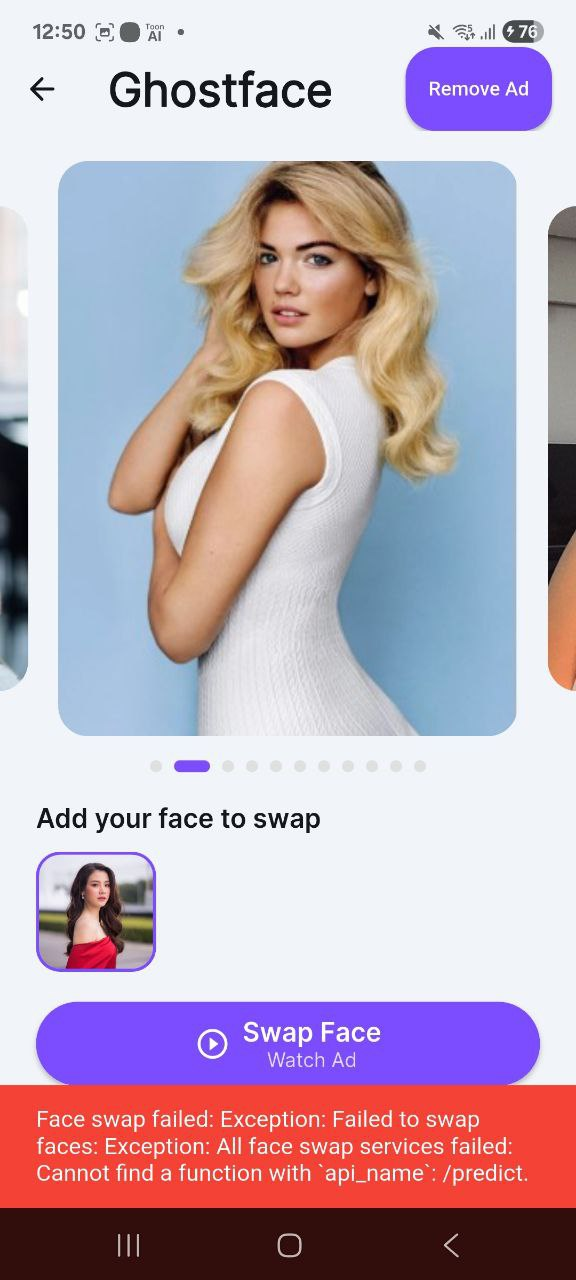 12:50
Toon
AI
76
Ghostface
Remove Ad
Add your face to swap
Swap Face
Watch Ad
Face swap failed: Exception: Failed to swap
faces: Exception: All face swap services failed:
Cannot find a function with `api_name`: /predict.